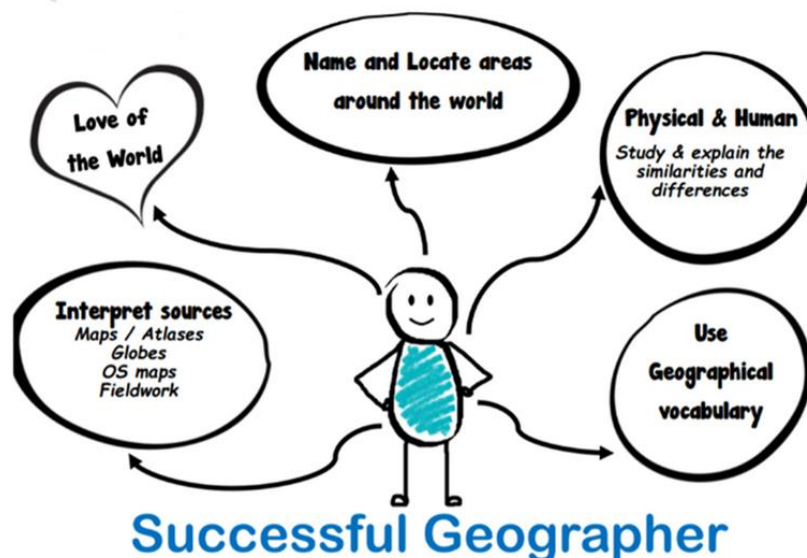 Name and Locate areas
around the world
Love of
the World
Physical & Human
Study & explain the
similarities and
differences
Interpret sources
Maps / Atlases
Globes
OS maps
Fieldwork
Use
Geographical
vocabulary
Successful Geographer